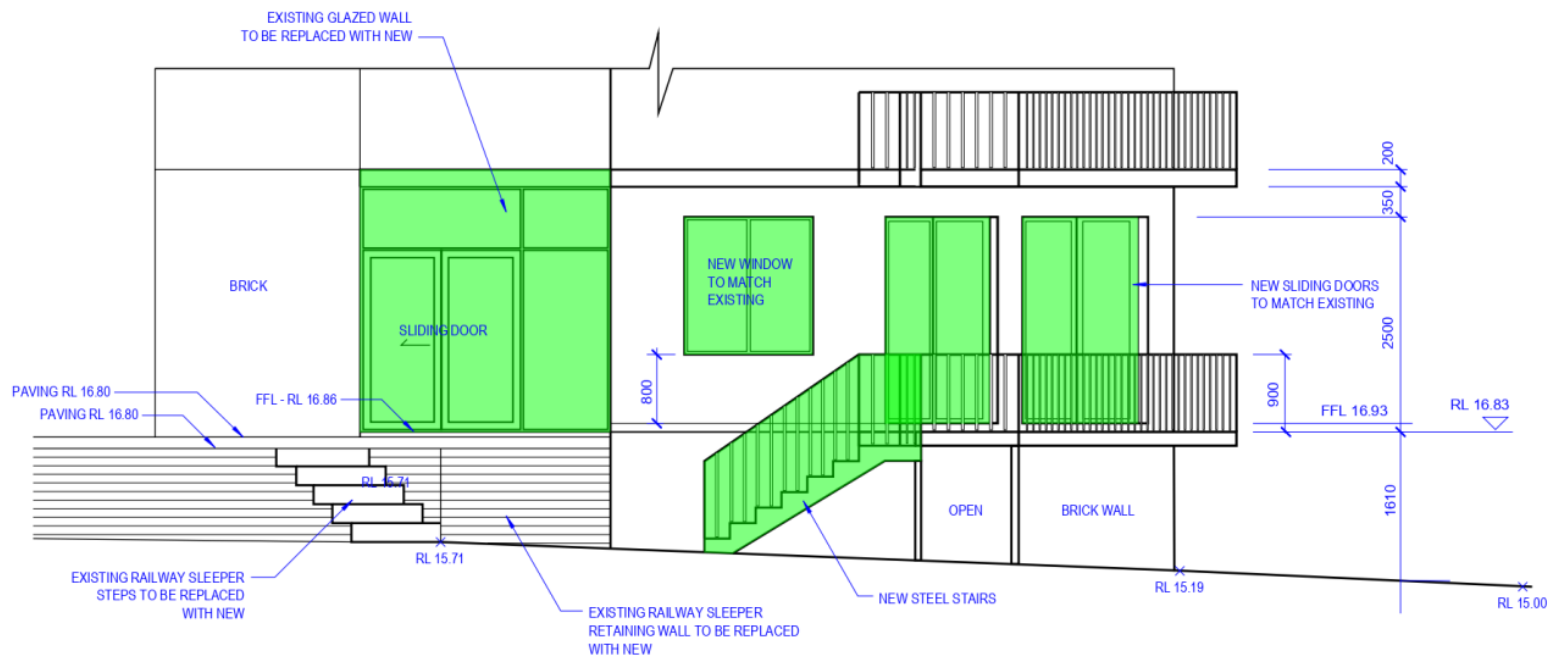 EXISTING GLAZED WALL
TO BE REPLACED WITH NEW
200
350
BRICK
NEW WINDOW
TO MATCH
EXISTING
NEW SLIDING DOORS
TO MATCH EXISTING
SLIDING DOOR
2500
PAVING RL 16.80
PAVING RL 16.80
FFL - RL 16.86
800
900
FFL 16.93
RL 16.83
RL 15.71
OPEN
BRICK WALL
1610
RL 15.71
EXISTING RAILWAY SLEEPER
STEPS TO BE REPLACED
WITH NEW
EXISTING RAILWAY SLEEPER
RETAINING WALL TO BE REPLACED
WITH NEW
NEW STEEL STAIRS
RL 15.19
RL 15.00